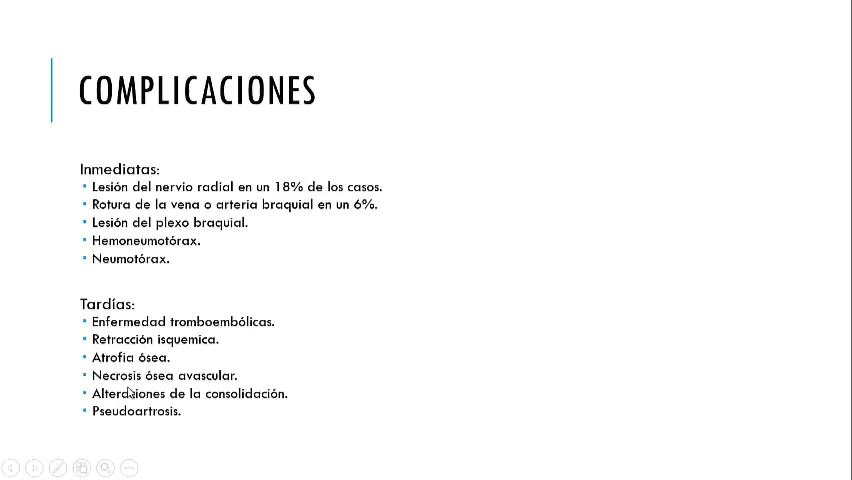 COMPLICACIONES
Inmediatas:
▪ Lesión del nervio radial en un 18% de los casos.
▪ Rotura de la vena o arteria braquial en un 6%.
▪ Lesión del plexo braquial.
▪ Hemoneumotórax.
▪ Neumotórax.
Tardías:
▪ Enfermedad tromboembólicas.
▪ Retracción isquemica.
▪ Atrofia ósea.
▪ Necrosis ósea avascular.
▪ Alteraciones de la consolidación.
▪ Pseudoartrosis.